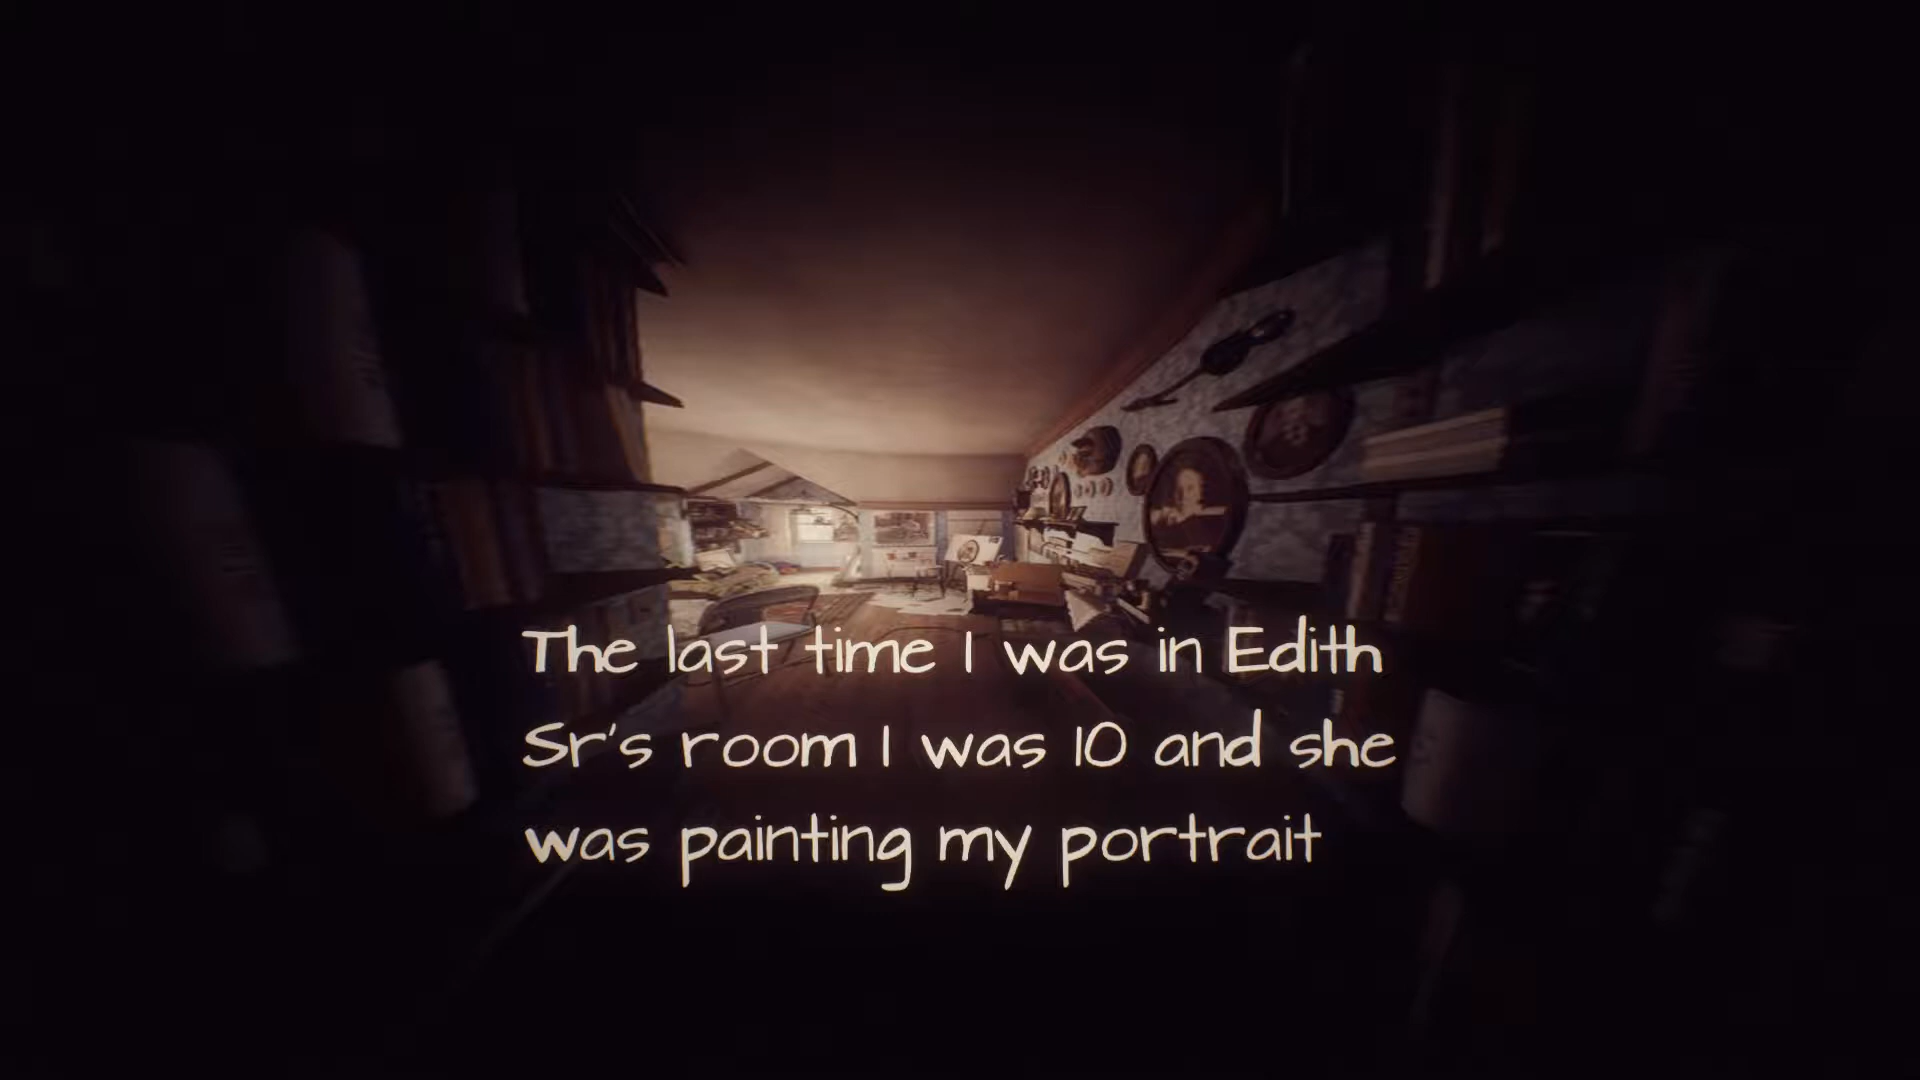 The last time I was in Edith
Sr's room I was 10 and she
was painting my portrait